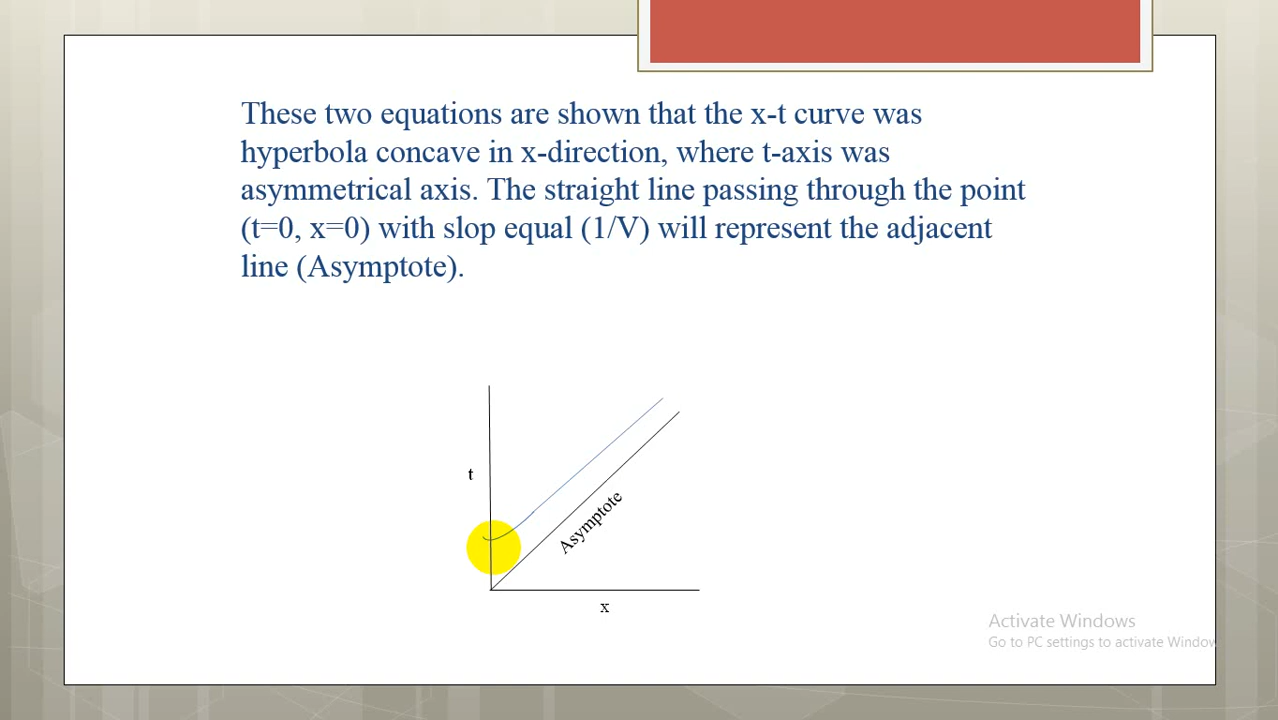 These two equations are shown that the x-t curve was
hyperbola concave in x-direction, where t-axis was
asymmetrical axis. The straight line passing through the point
(t=0, x=0) with slop equal (1/V) will represent the adjacent
line (Asymptote).
t
Asymptote
x
Activate Windows
Go to PC settings to activate Window